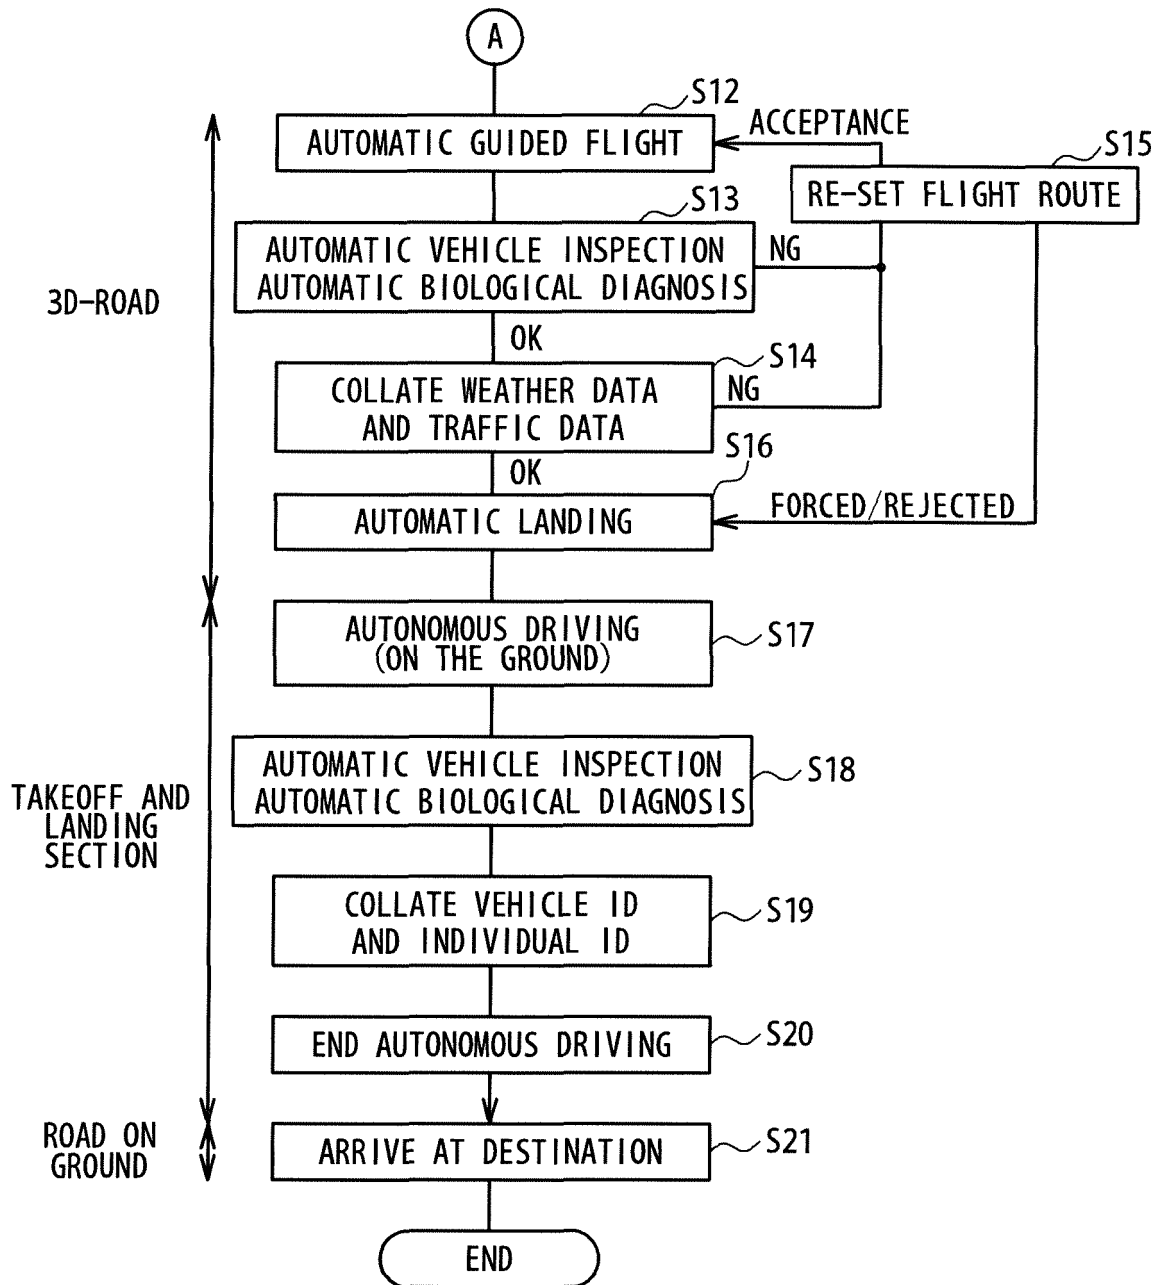 A
S12
AUTOMATIC GUIDED FLIGHT
ACCEPTANCE
S15
RE-SET FLIGHT ROUTE
S13
AUTOMATIC VEHICLE INSPECTION
AUTOMATIC BIOLOGICAL DIAGNOSIS
NG
3D-ROAD
OK
S14
COLLATE WEATHER DATA
AND TRAFFIC DATA
NG
OK
S16
AUTOMATIC LANDING
FORCED/REJECTED
AUTONOMOUS DRIVING
(ON THE GROUND)
S17
AUTOMATIC VEHICLE INSPECTION
AUTOMATIC BIOLOGICAL DIAGNOSIS
S18
TAKEOFF AND
LANDING
SECTION
COLLATE VEHICLE ID
AND INDIVIDUAL ID
S19
END AUTONOMOUS DRIVING
S20
ROAD ON
GROUND
ARRIVE AT DESTINATION
S21
END